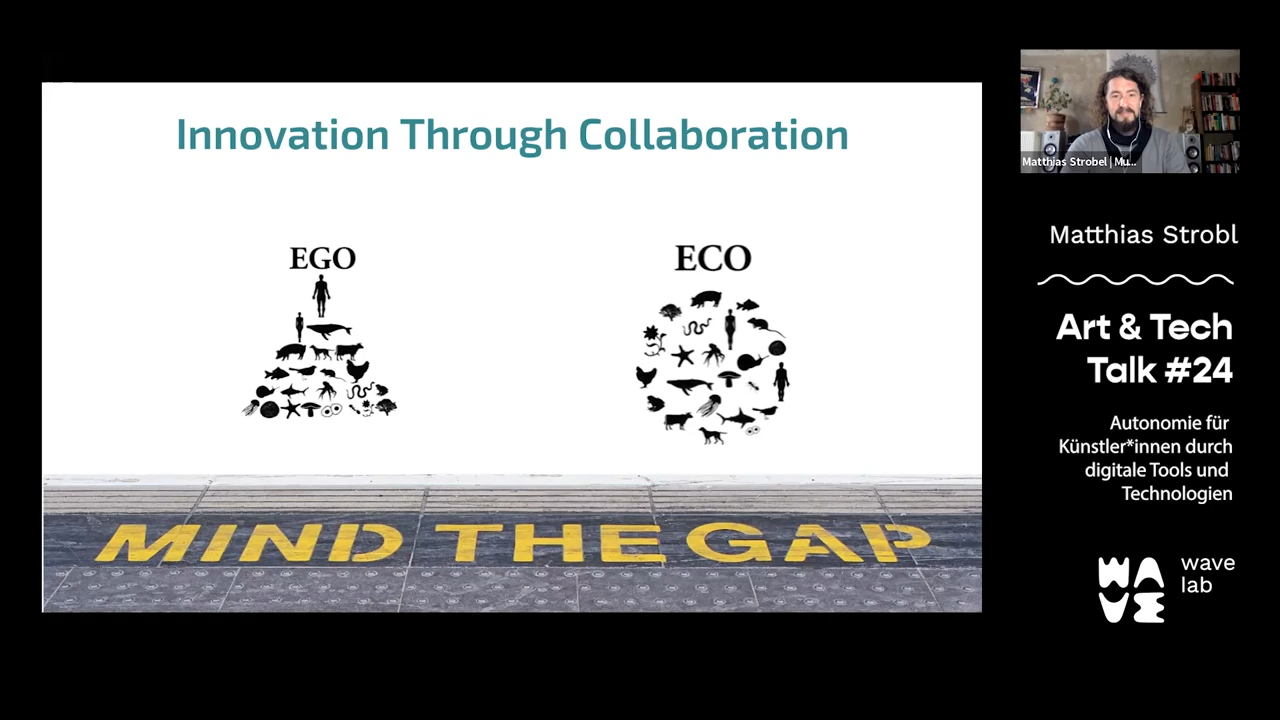 Innovation Through Collaboration
EGO
ECO
MIND THE GAP
Matthias Strobel | Mu...
Matthias Strobl
Art & Tech
Talk #24
Autonomie für
Künstler*innen durch
digitale Tools und
Technologien
WAVE
wave
lab